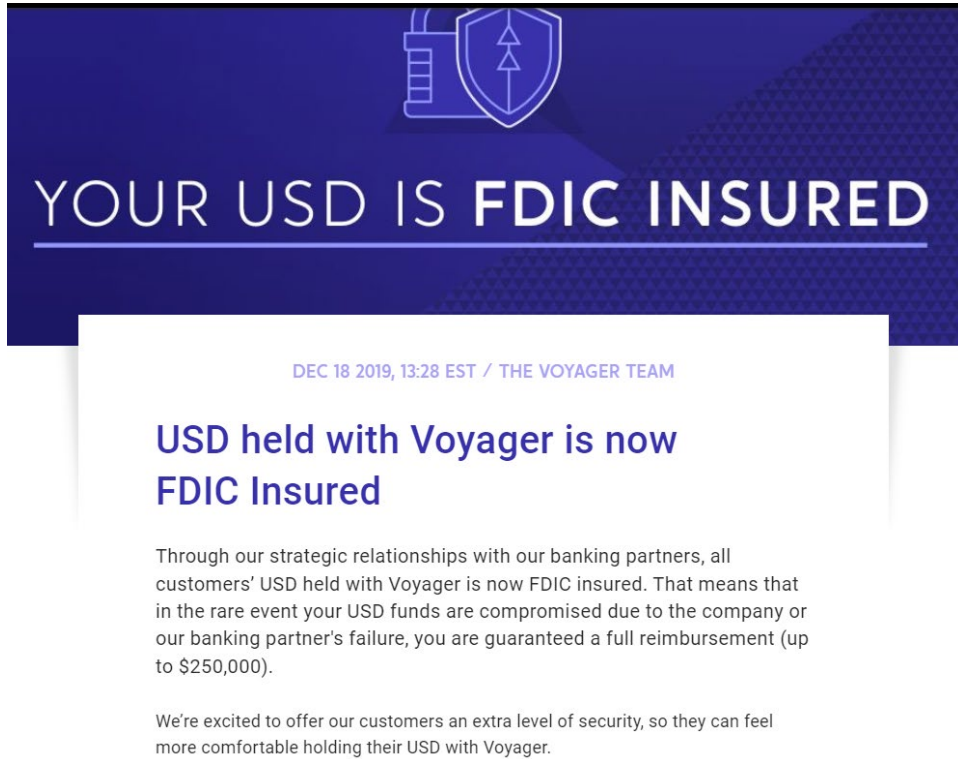 YOUR USD IS FDIC INSURED
DEC 18 2019, 13:28 EST / THE VOYAGER TEAM
USD held with Voyager is now
FDIC Insured
Through our strategic relationships with our banking partners, all
customers’ USD held with Voyager is now FDIC insured. That means that
in the rare event your USD funds are compromised due to the company or
our banking partner's failure, you are guaranteed a full reimbursement (up
to $250,000).
We’re excited to offer our customers an extra level of security, so they can feel
more comfortable holding their USD with Voyager.